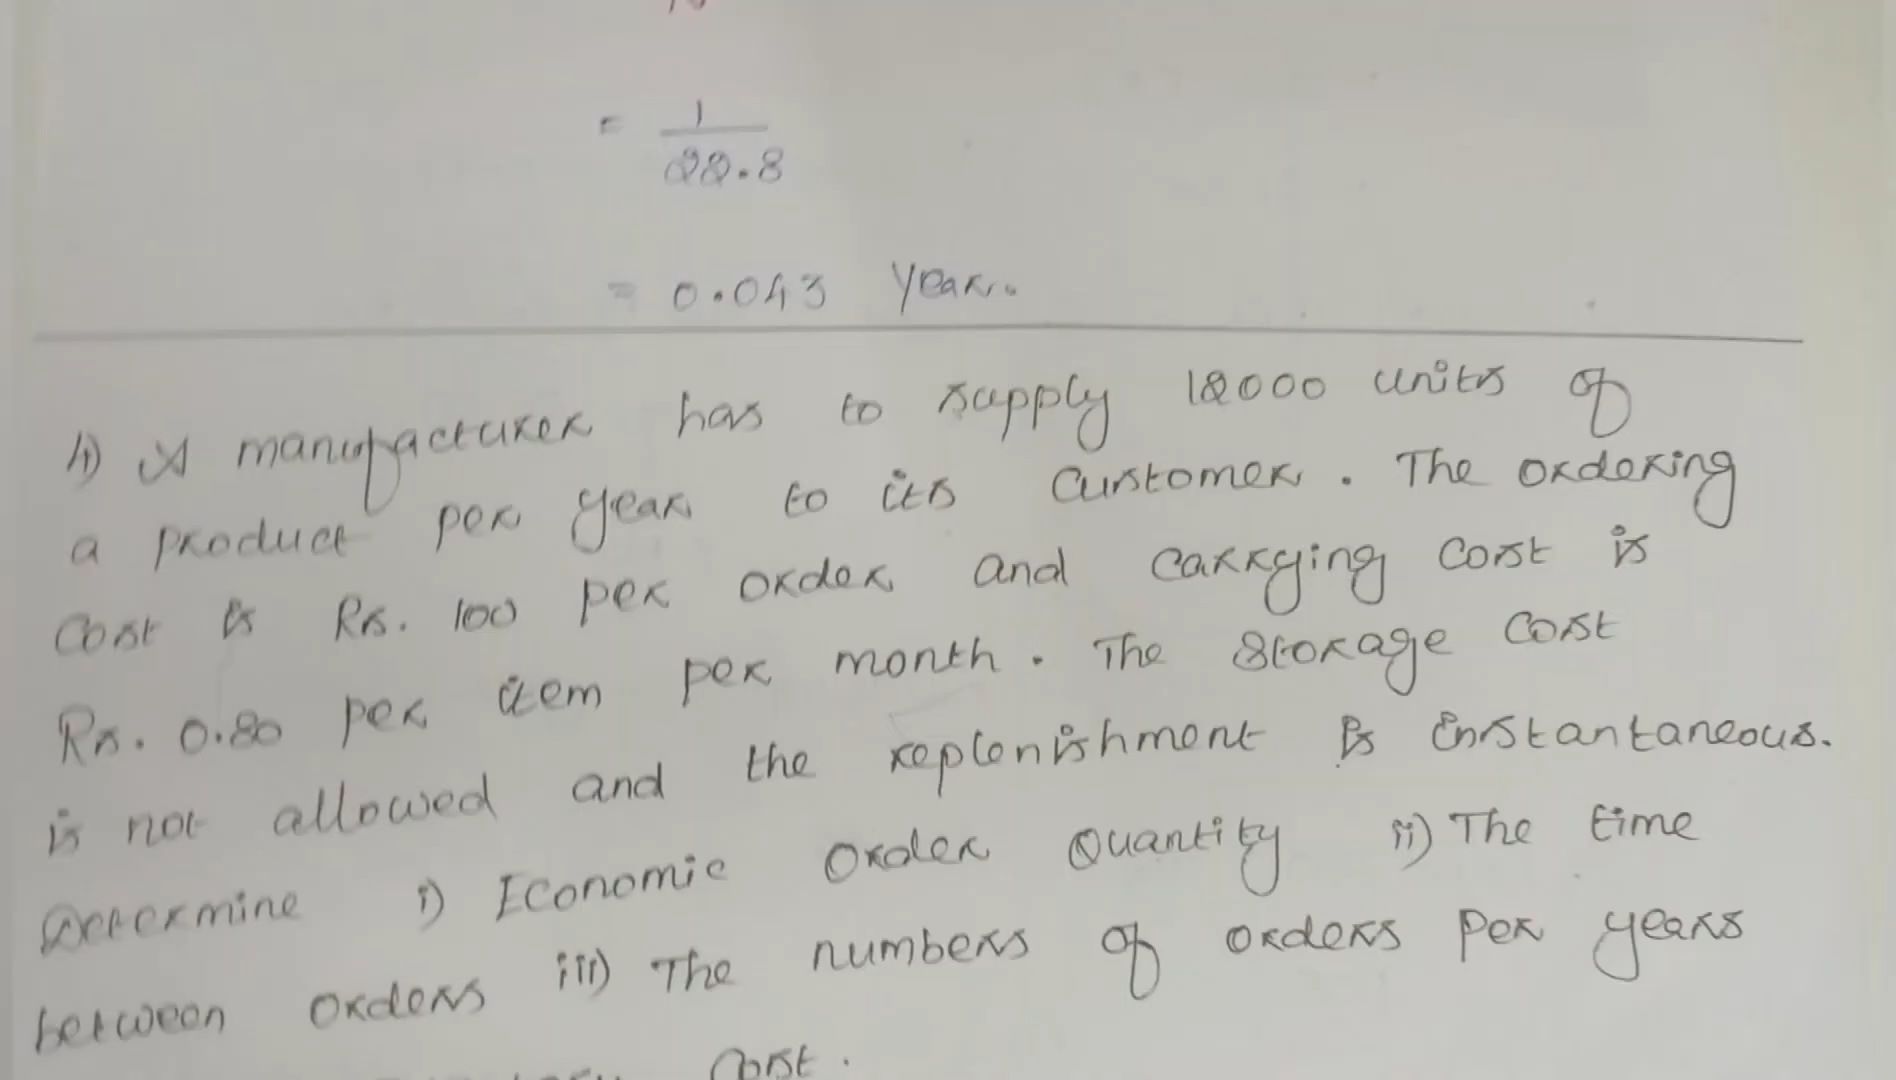 = 1
22.8
= 0.043 year.
4) A manufacturer has to supply 12000 units of
a product per year to its customer. The ordering
cost is Rs. 100 per order and carrying cost is
Rs. 0.80 per item per month. The storage cost
is not allowed and the replenishment is instantaneous.
Determine i) Economic order quantity ii) The time
between orders iii) The numbers of orders per years
cost.